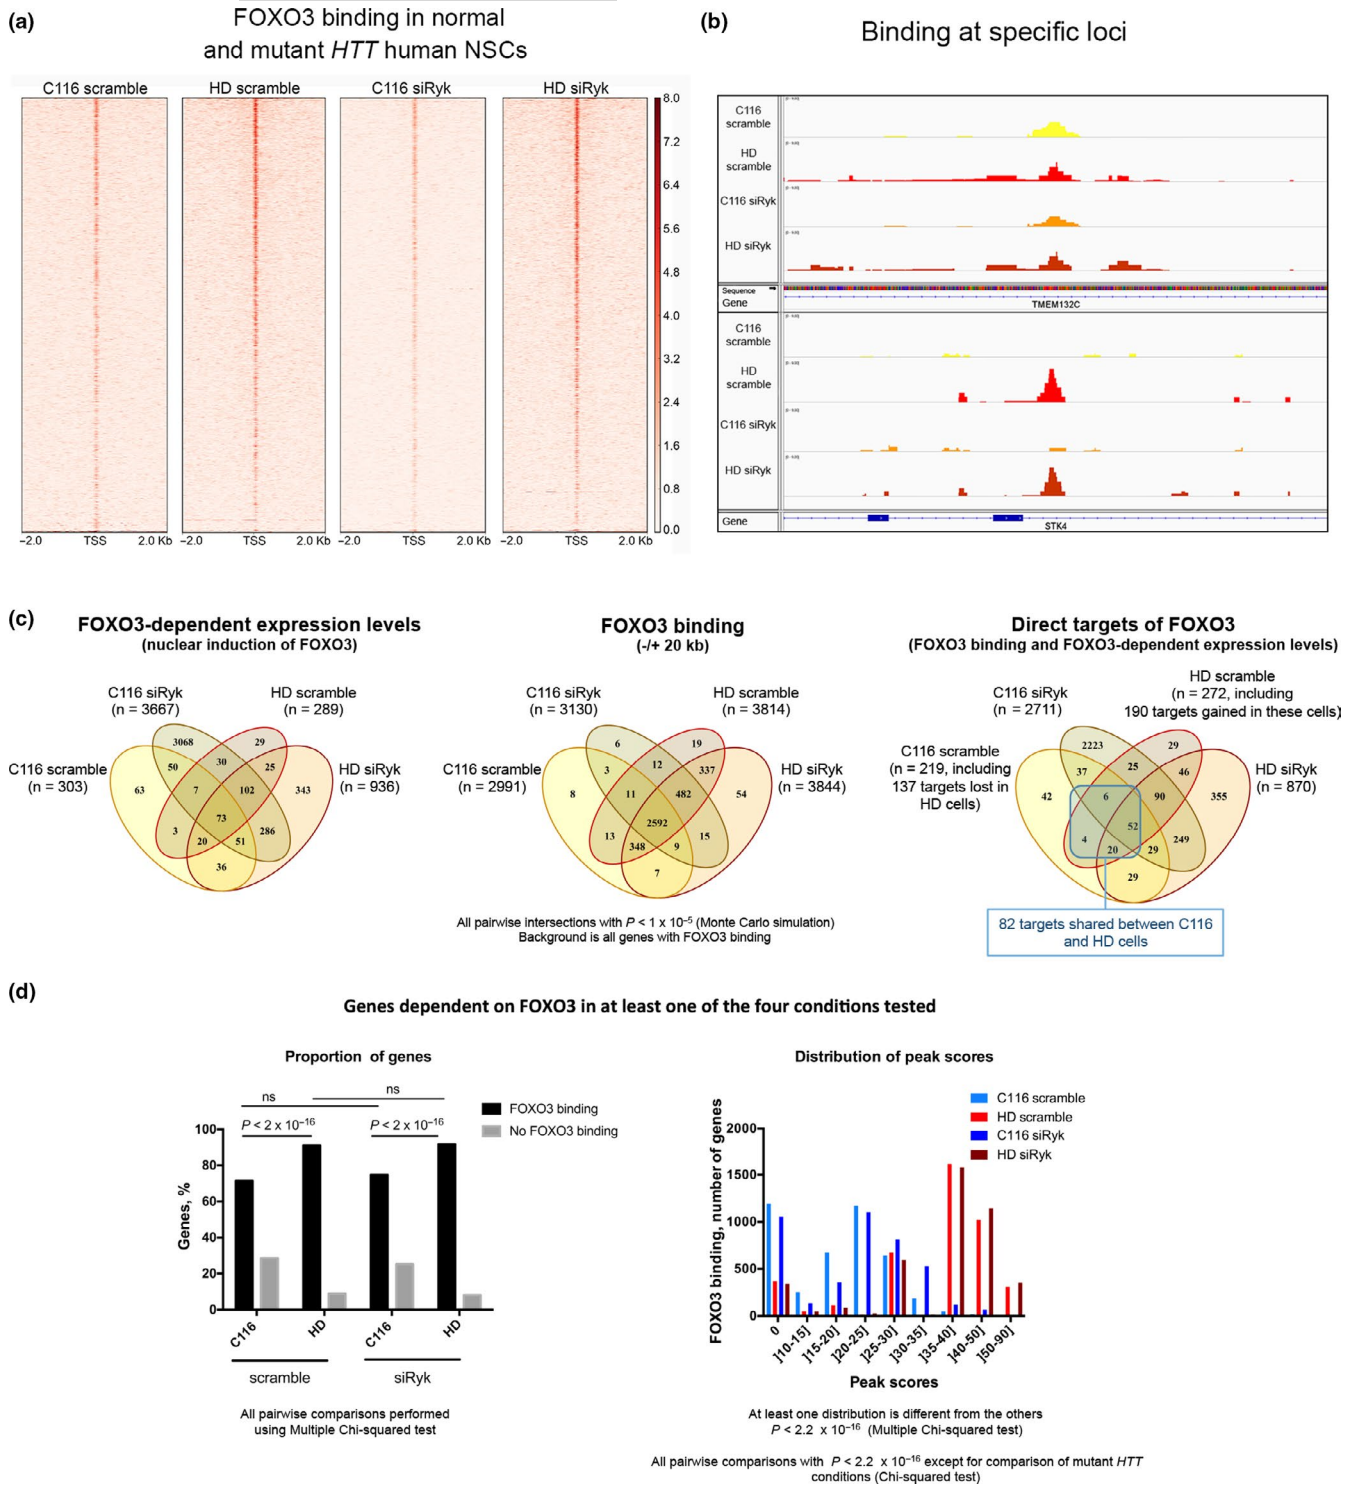 (a)
FOXO3 binding in normal
and mutant HTT human NSCs
C116 scramble
HD scramble
C116 siRyk
HD siRyk
8.0
7.2
6.4
5.6
4.8
4.0
3.2
2.4
1.6
0.8
0.0
−2.0 TSS 2.0 Kb
−2.0 TSS 2.0 Kb
−2.0 TSS 2.0 Kb
−2.0 TSS 2.0 Kb
(b)
Binding at specific loci
C116
scramble
HD
scramble
C116 siRyk
HD siRyk
Sequence
Gene
TMEM132C
C116
scramble
HD
scramble
C116 siRyk
HD siRyk
Gene
STK4
(c)
FOXO3-dependent expression levels
(nuclear induction of FOXO3)
C116 siRyk
(n = 3667)
HD scramble
(n = 289)
C116 scramble
(n = 303)
HD siRyk
(n = 936)
3068
29
50
30
25
63
7
102
343
73
3
20
51
286
36
FOXO3 binding
(-/+ 20 kb)
C116 siRyk
(n = 3130)
HD scramble
(n = 3814)
C116 scramble
(n = 2991)
HD siRyk
(n = 3844)
6
19
3
12
337
8
11
482
54
2592
13
348
9
15
7
All pairwise intersections with P < 1 x 10⁻⁵ (Monte Carlo simulation)
Background is all genes with FOXO3 binding
Direct targets of FOXO3
(FOXO3 binding and FOXO3-dependent expression levels)
C116 siRyk
(n = 2711)
HD scramble
(n = 272, including
190 targets gained in these cells)
C116 scramble
(n = 219, including
137 targets lost in
HD cells)
HD siRyk
(n = 870)
2223
29
37
25
46
42
6
90
355
52
4
20
29
249
29
82 targets shared between C116
and HD cells
(d)
Genes dependent on FOXO3 in at least one of the four conditions tested
Proportion of genes
ns
ns
P < 2 x 10⁻¹⁶
P < 2 x 10⁻¹⁶
FOXO3 binding
No FOXO3 binding
Genes, %
100
80
60
40
20
0
C116
HD
C116
HD
scramble
siRyk
All pairwise comparisons performed
using Multiple Chi-squared test
Distribution of peak scores
C116 scramble
HD scramble
C116 siRyk
HD siRyk
FOXO3 binding, number of genes
2000
1500
1000
500
0
0
]10-15]
]15-20]
]20-25]
]25-30]
]30-35]
]35-40]
]40-50]
]50-90]
Peak scores
At least one distribution is different from the others
P < 2.2 x 10⁻¹⁶ (Multiple Chi-squared test)
All pairwise comparisons with P < 2.2 x 10⁻¹⁶ except for comparison of mutant HTT
conditions (Chi-squared test)